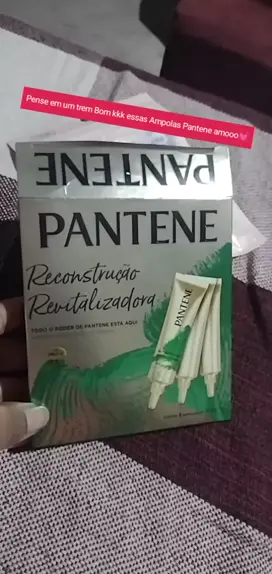 Pense em um trem Bom kkk essas Ampolas Pantene amooo
PANTENE
PANTENE
Reconstrução
Revitalizadora
TODO O PODER DE PANTENE ESTÁ AQUI
PANTENE